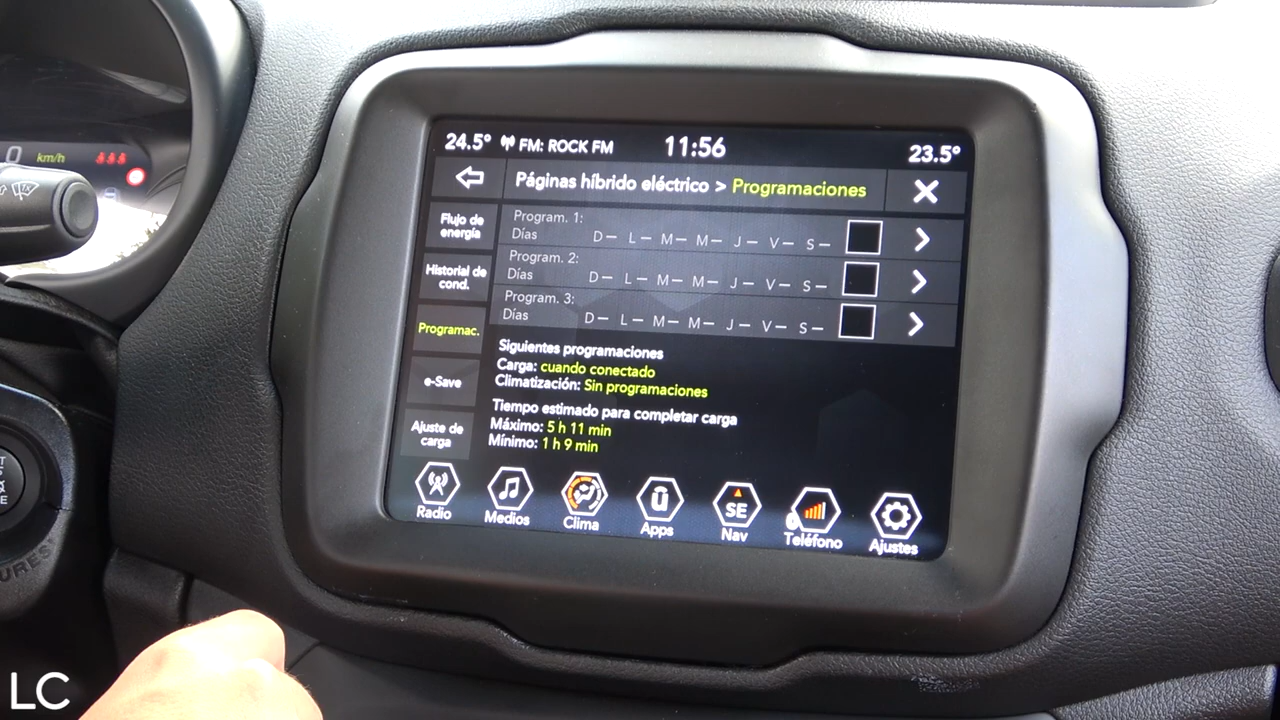 24.5° FM: ROCK FM 11:56 23.5°
Páginas híbrido eléctrico > Programaciones
Flujo de
energía
Historial de
cond.
Programac.
e-Save
Ajuste de
carga
Program. 1:
Días D– L– M– M– J– V– S–
Program. 2:
Días D– L– M– M– J– V– S–
Program. 3:
Días D– L– M– M– J– V– S–
Siguientes programaciones
Carga: cuando conectado
Climatización: Sin programaciones
Tiempo estimado para completar carga
Máximo: 5 h 11 min
Mínimo: 1 h 9 min
Radio Medios Clima ū Apps SE Nav Teléfono Ajustes
0 km/h
1x
URES
LC